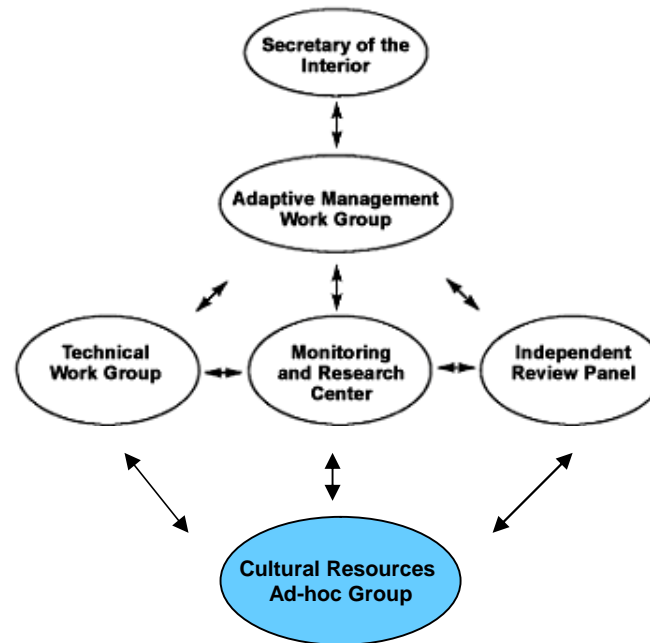 Secretary of the
Interior
Adaptive Management
Work Group
Technical
Work Group
Monitoring
and Research
Center
Independent
Review Panel
Cultural Resources
Ad-hoc Group